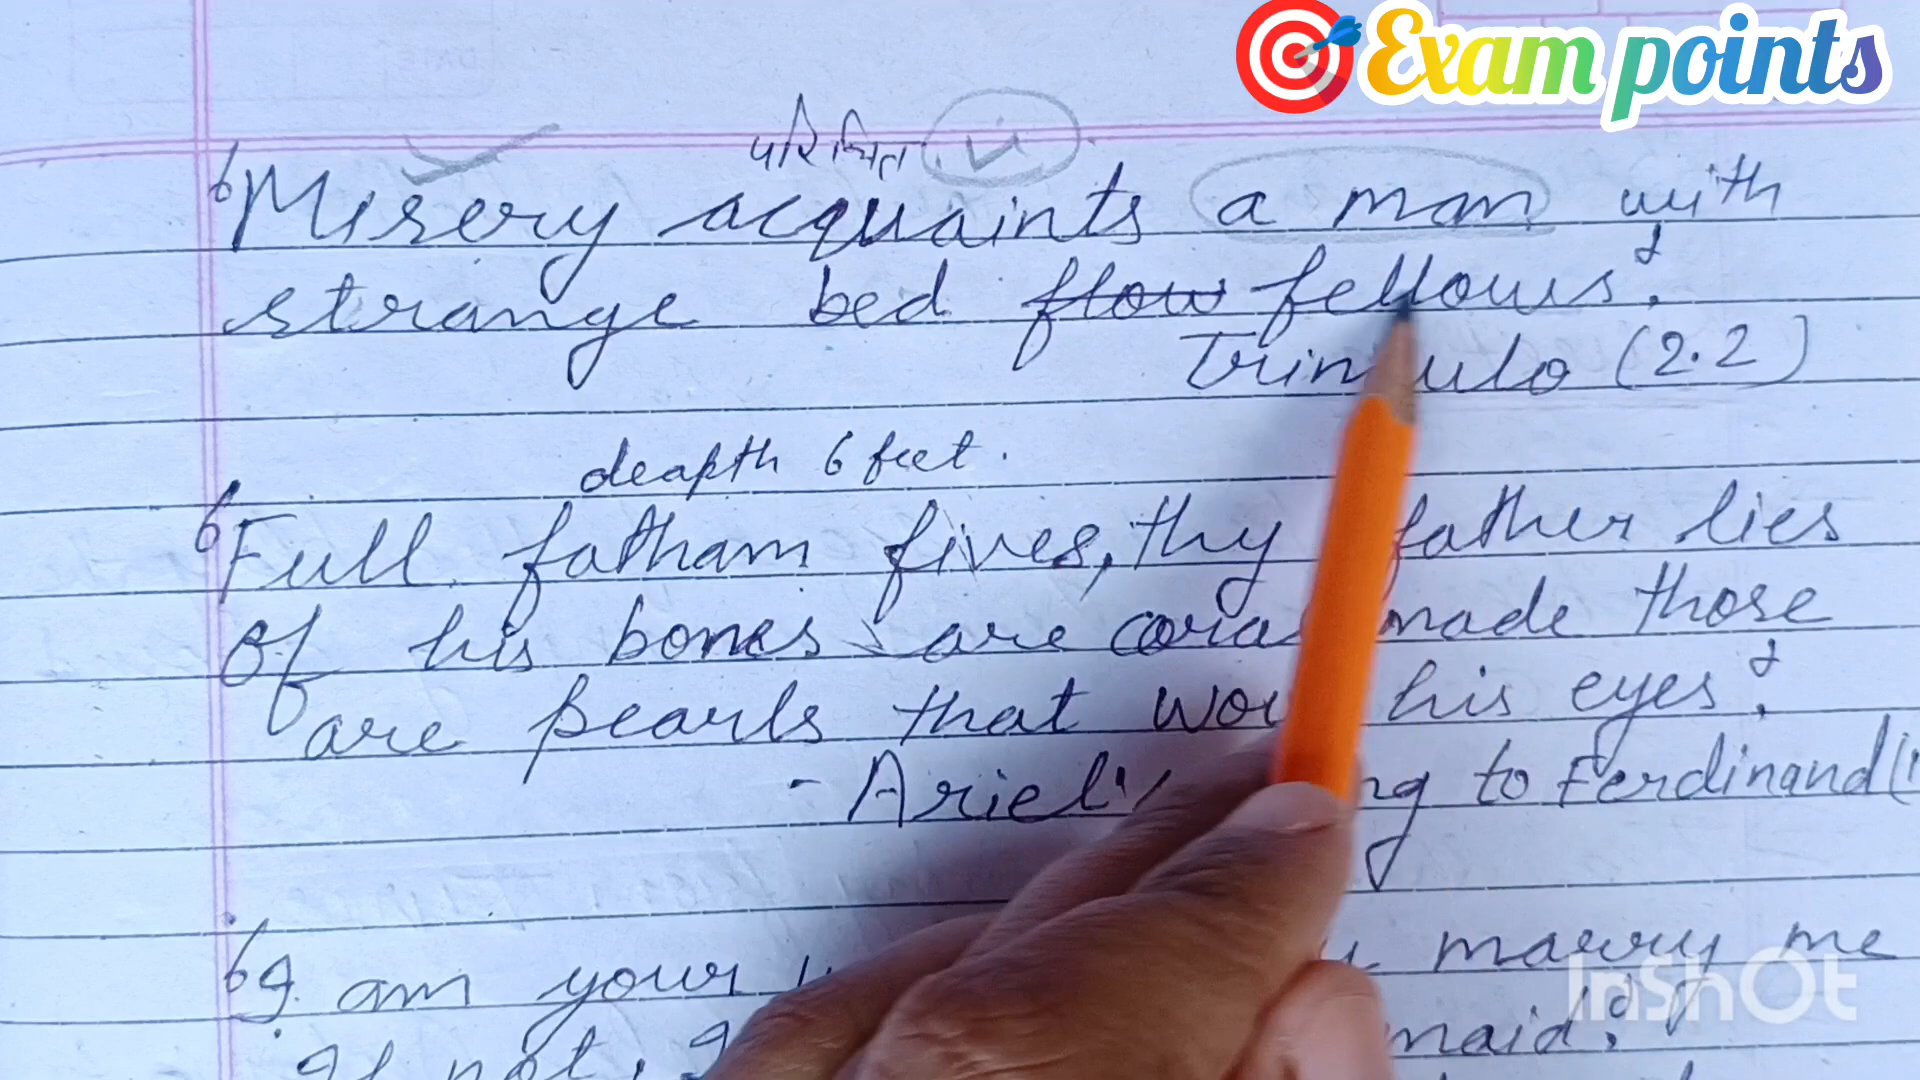 Exam points
परिचित
'Misery acquaints a man with
strange bed flow fellows.'
Trinculo (2.2)
deapth 6 feet.
'Full fatham fives, thy father lies
Of his bones are made those
are pearls that his eyes.'
- Ariel's to Ferdinand
'I am your marry me
If not, I maid.'
InShOt